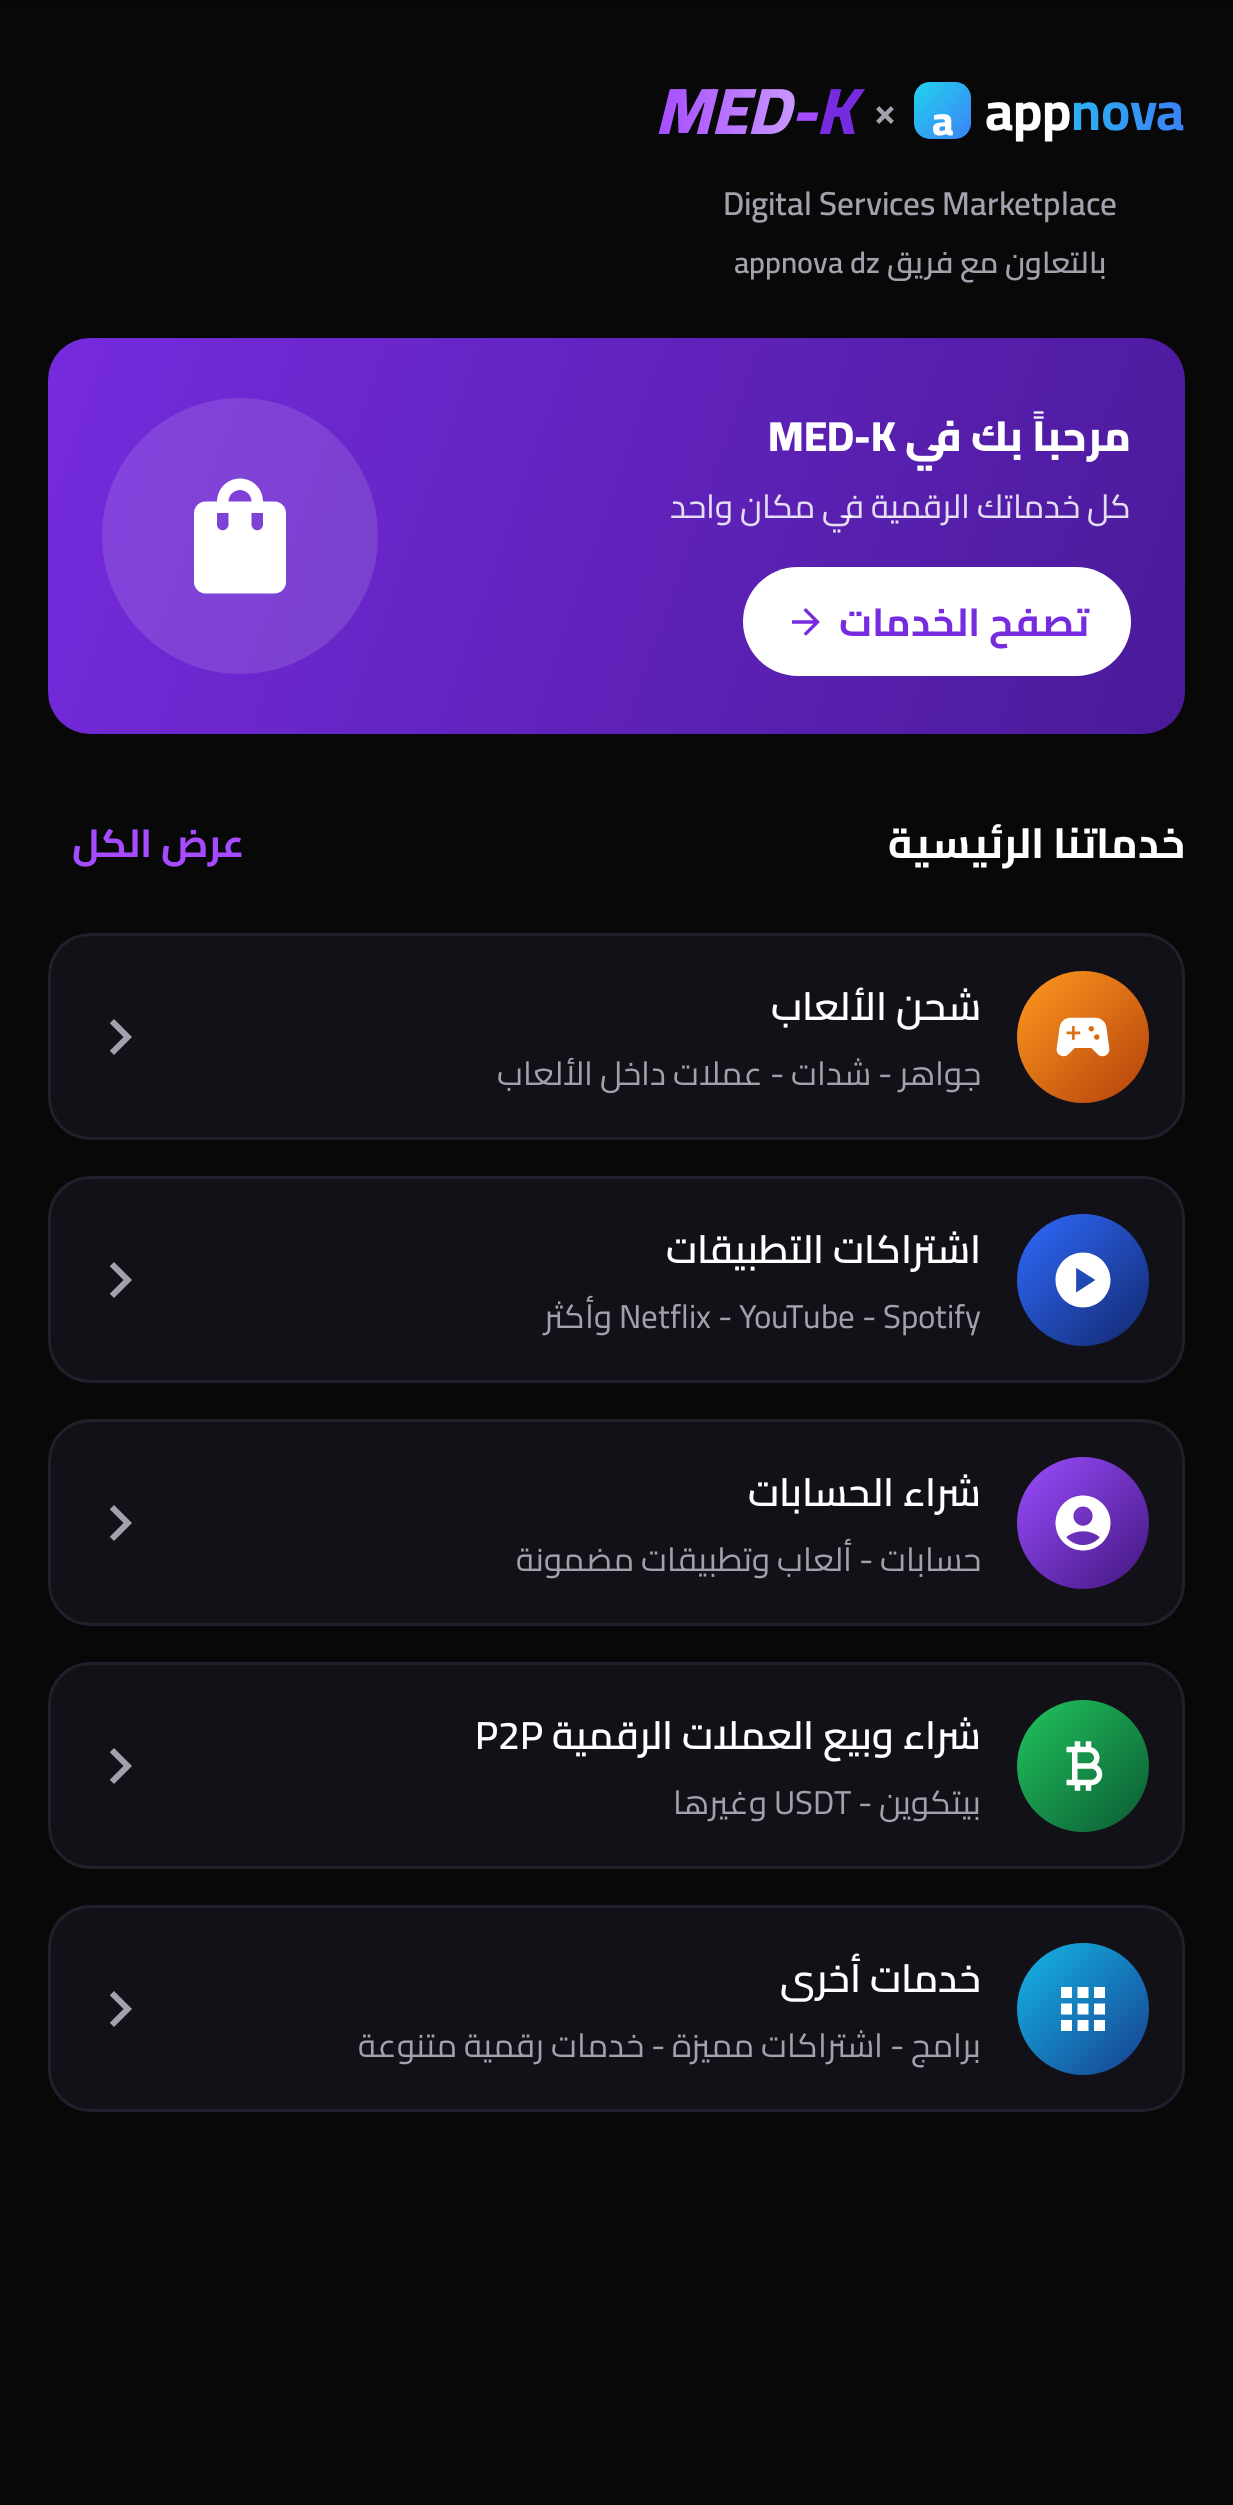 appnova a × MED-K
Digital Services Marketplace
بالتعاون مع فريق appnova dz
مرحباً بك في MED-K
كل خدماتك الرقمية في مكان واحد
تصفح الخدمات
خدماتنا الرئيسية
عرض الكل
شحن الألعاب
جواهر - شدات - عملات داخل الألعاب
اشتراكات التطبيقات
Netflix - YouTube - Spotify وأكثر
شراء الحسابات
حسابات - ألعاب وتطبيقات مضمونة
شراء وبيع العملات الرقمية P2P
بيتكوين - USDT وغيرها
خدمات أخرى
برامج - اشتراكات مميزة - خدمات رقمية متنوعة